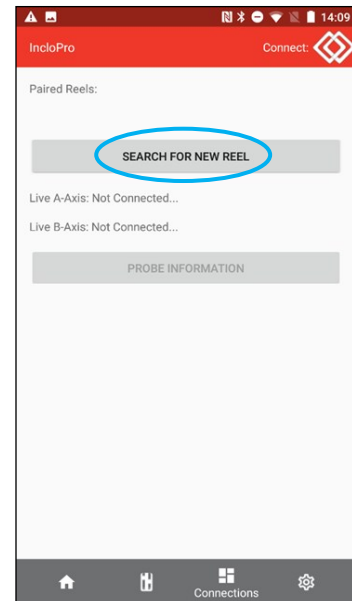 14:09
IncloPro
Connect:
Paired Reels:
SEARCH FOR NEW REEL
Live A-Axis: Not Connected...
Live B-Axis: Not Connected...
PROBE INFORMATION
Connections